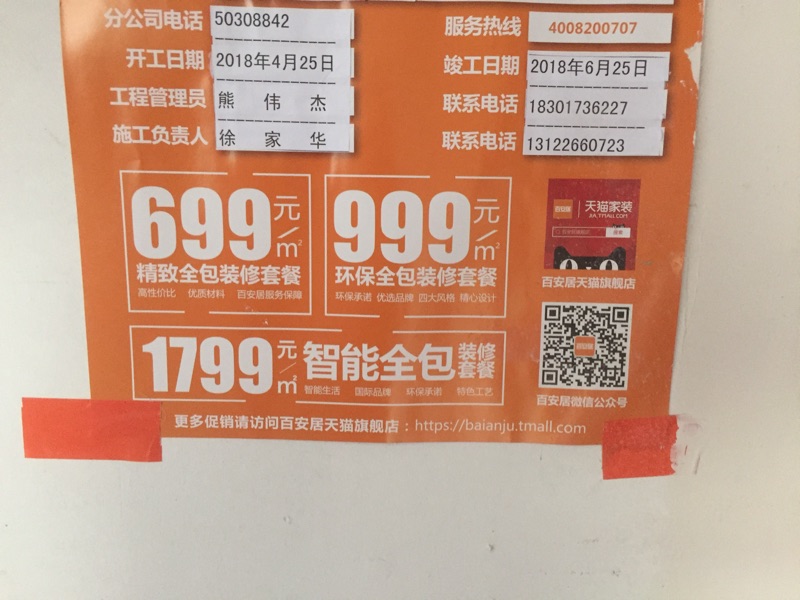 分公司电话 50308842 服务热线 4008200707
开工日期 2018年4月25日 竣工日期 2018年6月25日
工程管理员 熊 伟 杰 联系电话 18301736227
施工负责人 徐 家 华 联系电话 13122660723
699元/㎡
精致全包装修套餐
高性价比 优质材料 百安居服务保障
999元/㎡
环保全包装修套餐
环保承诺 优选品牌 四大风格 精心设计
百安居 天猫家装
JIA.TMALL.COM
搜索
百安居天猫旗舰店
1799元/㎡ 智能全包装修套餐
智能生活 国际品牌 环保承诺 特色工艺
百安居微信公众号
更多促销请访问百安居天猫旗舰店：https://baianju.tmall.com